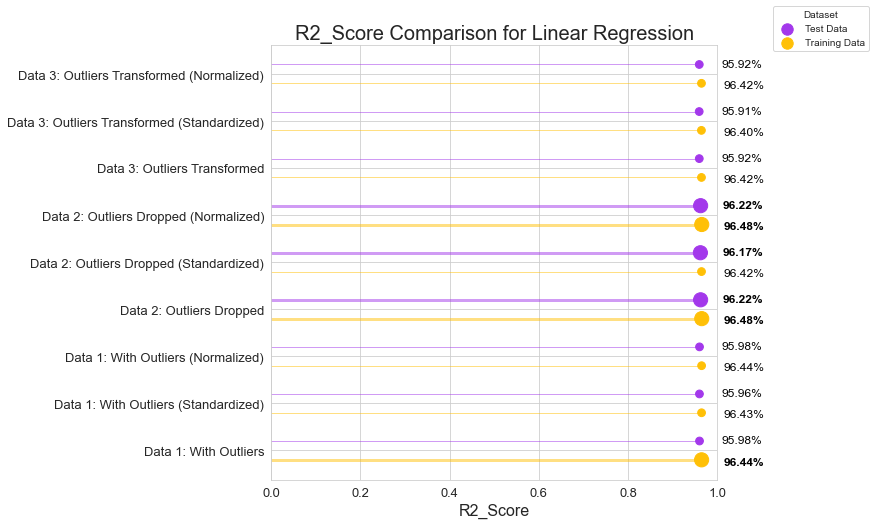 R2_Score Comparison for Linear Regression
Dataset
Test Data
Training Data
Data 3: Outliers Transformed (Normalized)
95.92%
96.42%
Data 3: Outliers Transformed (Standardized)
95.91%
96.40%
Data 3: Outliers Transformed
95.92%
96.42%
Data 2: Outliers Dropped (Normalized)
96.22%
96.48%
Data 2: Outliers Dropped (Standardized)
96.17%
96.42%
Data 2: Outliers Dropped
96.22%
96.48%
Data 1: With Outliers (Normalized)
95.98%
96.44%
Data 1: With Outliers (Standardized)
95.96%
96.43%
Data 1: With Outliers
95.98%
96.44%
0.0 0.2 0.4 0.6 0.8 1.0
R2_Score